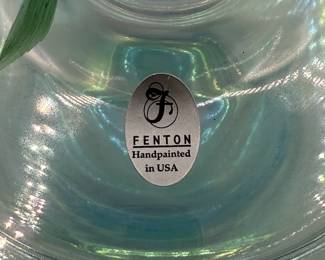 F
FENTON
Handpainted
in USA